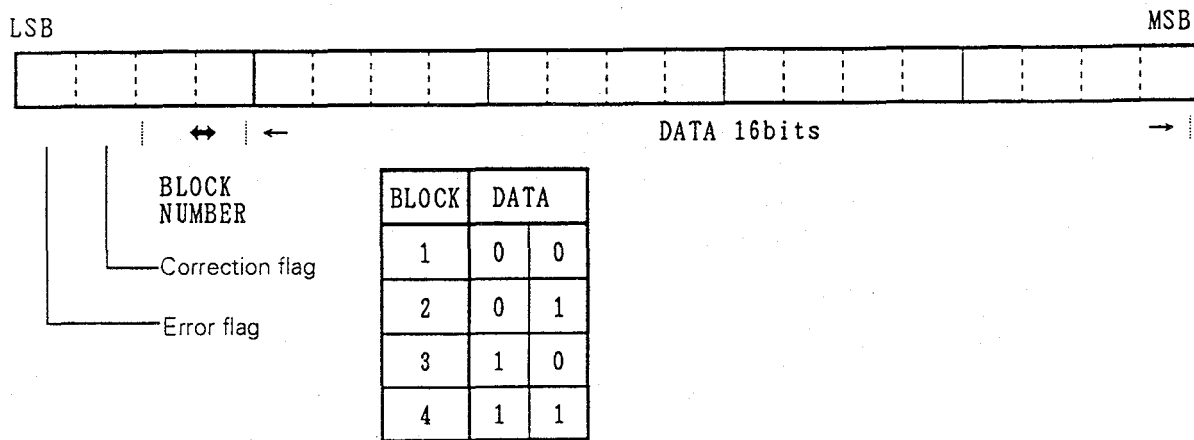 LSB MSB
↔ ← DATA 16bits →
BLOCK
NUMBER
Correction flag
Error flag
BLOCK DATA
1 0 0
2 0 1
3 1 0
4 1 1